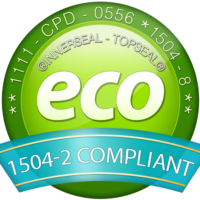 * 1111 - CPD - 0556 * 1504 - 8 *
®INNERSEAL - TOPSEAL®
eco
1504-2 COMPLIANT